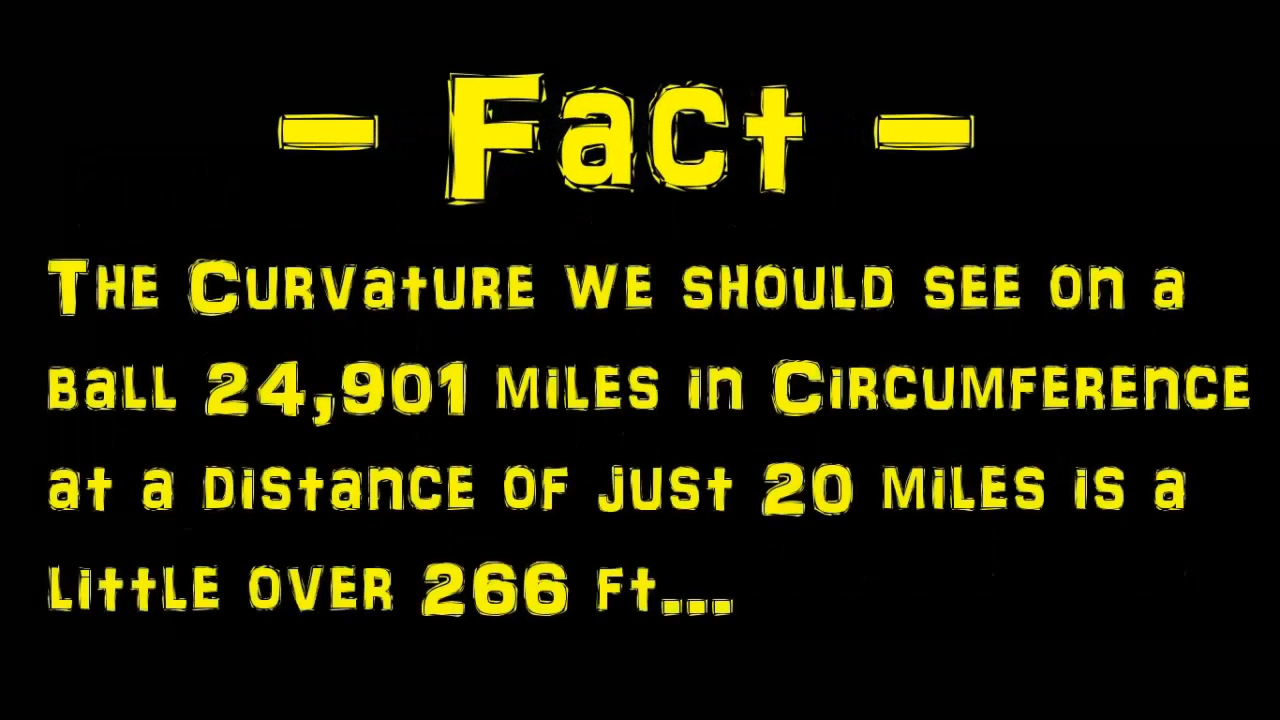 - Fact -
The Curvature we should see on a
ball 24,901 miles in Circumference
at a distance of just 20 miles is a
little over 266 ft...